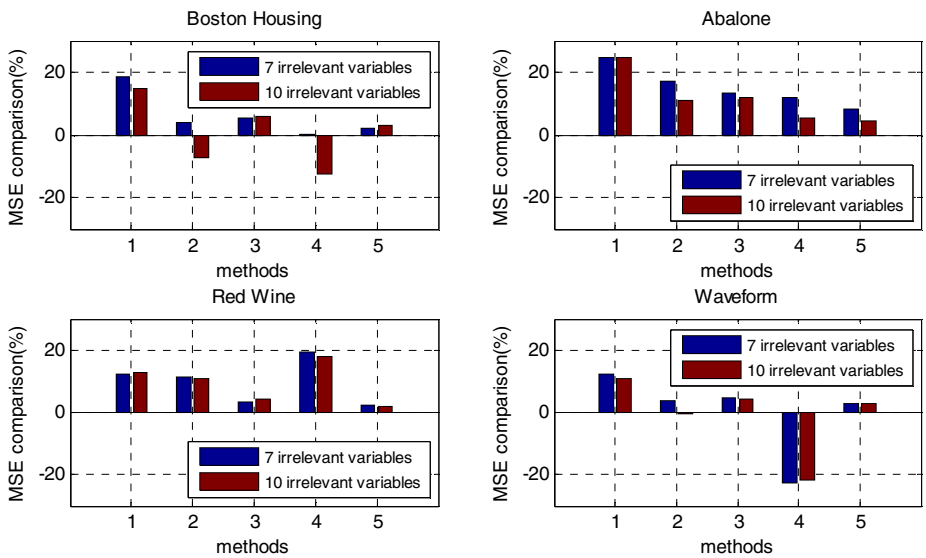 Boston Housing
MSE comparison(%)
20
0
-20
7 irrelevant variables
10 irrelevant variables
1 2 3 4 5
methods
Abalone
MSE comparison(%)
20
0
-20
7 irrelevant variables
10 irrelevant variables
1 2 3 4 5
methods
Red Wine
MSE comparison(%)
20
0
-20
7 irrelevant variables
10 irrelevant variables
1 2 3 4 5
methods
Waveform
MSE comparison(%)
20
0
-20
7 irrelevant variables
10 irrelevant variables
1 2 3 4 5
methods